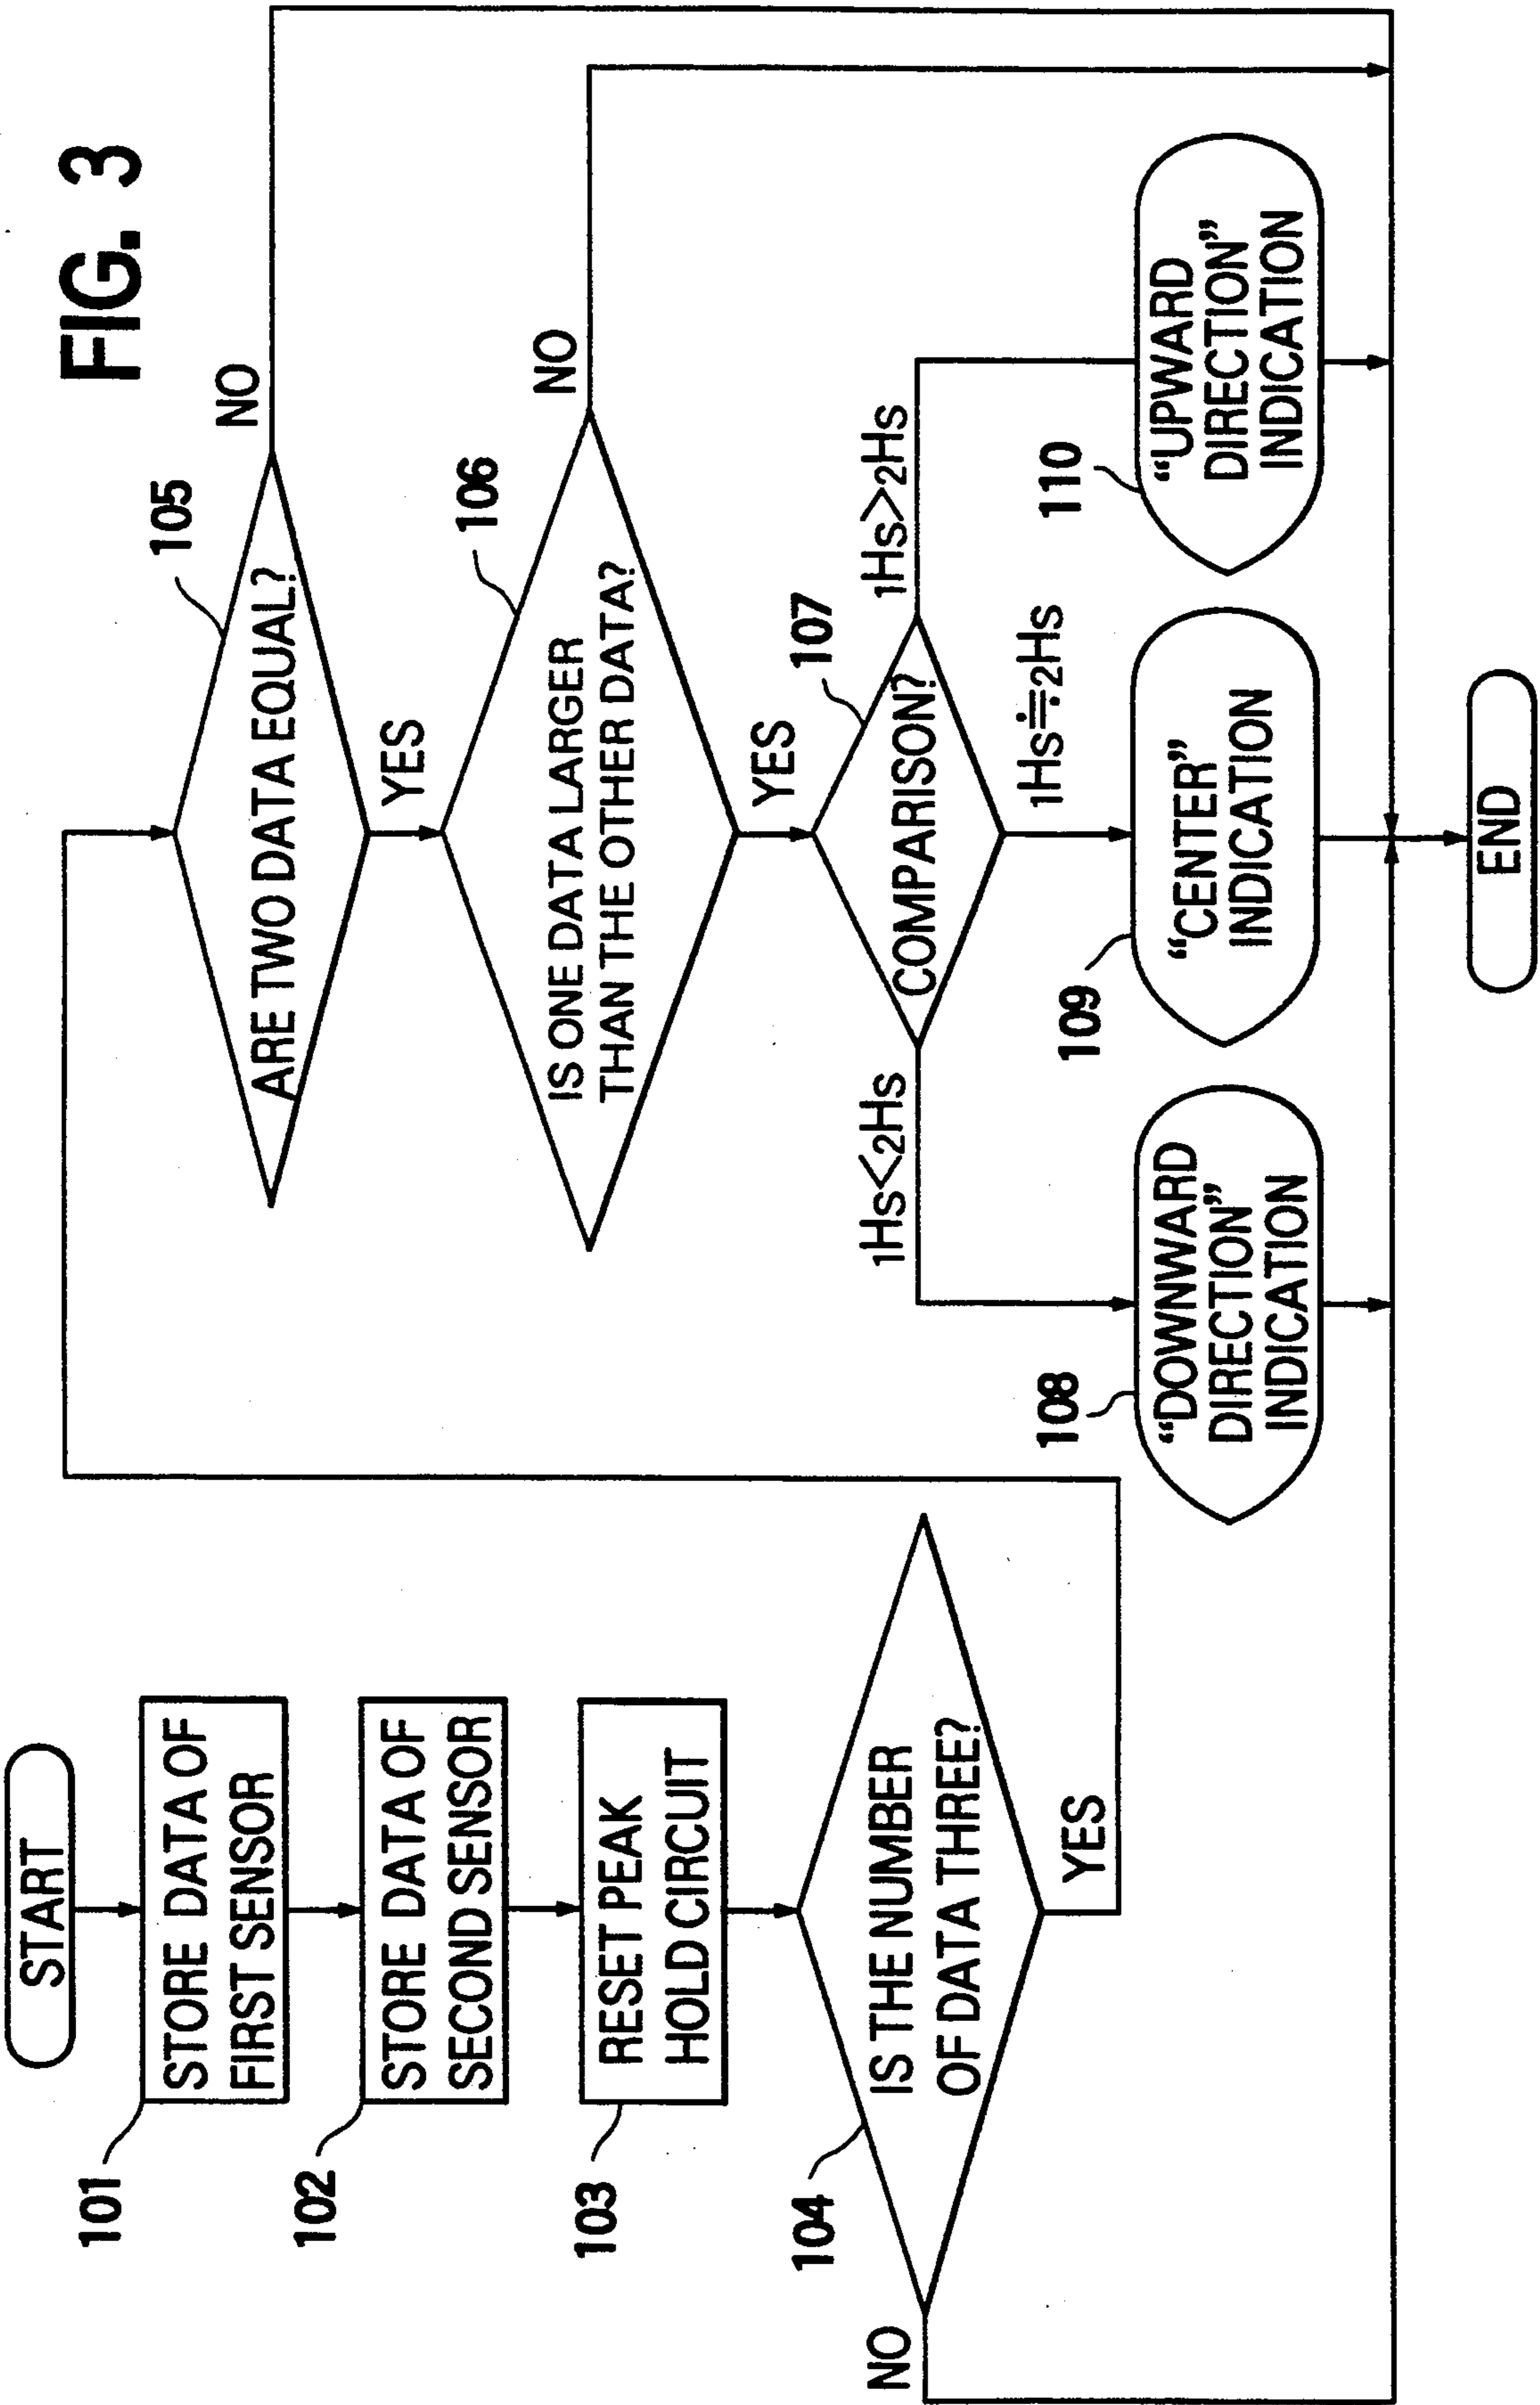 FIG. 3
START
101
STORE DATA OF
FIRST SENSOR
102
STORE DATA OF
SECOND SENSOR
103
RESET PEAK
HOLD CIRCUIT
104
IS THE NUMBER
OF DATA THREE?
NO
YES
105
ARE TWO DATA EQUAL?
NO
YES
106
IS ONE DATA LARGER
THAN THE OTHER DATA?
NO
YES
107
COMPARISON?
₁Hs<₂Hs
₁Hs≒₂Hs
₁Hs>₂Hs
108
“DOWNWARD
DIRECTION”
INDICATION
109
“CENTER”
INDICATION
110
“UPWARD
DIRECTION”
INDICATION
END